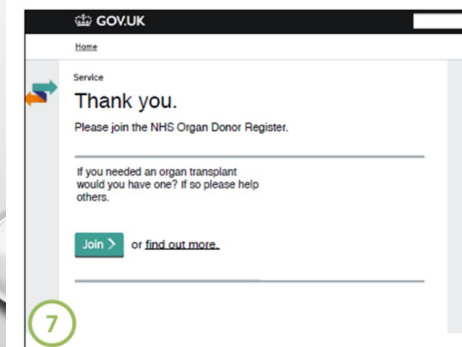 GOV.UK
Home
Service
Thank you.
Please join the NHS Organ Donor Register.
If you needed an organ transplant
would you have one? If so please help
others.
Join > or find out more.
7